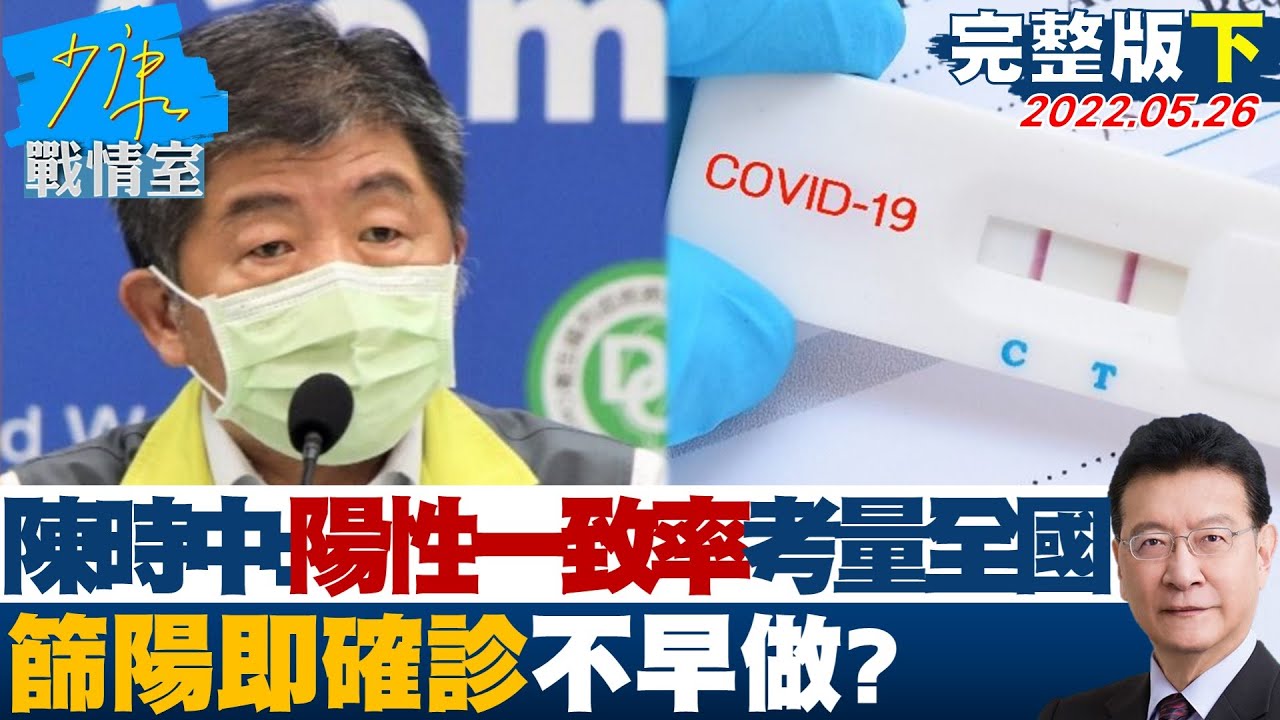 少康
戰情室
完整版下
2022.05.26
COVID-19
C T
陳時中:陽性一致率考量全國
篩陽即確診不早做?